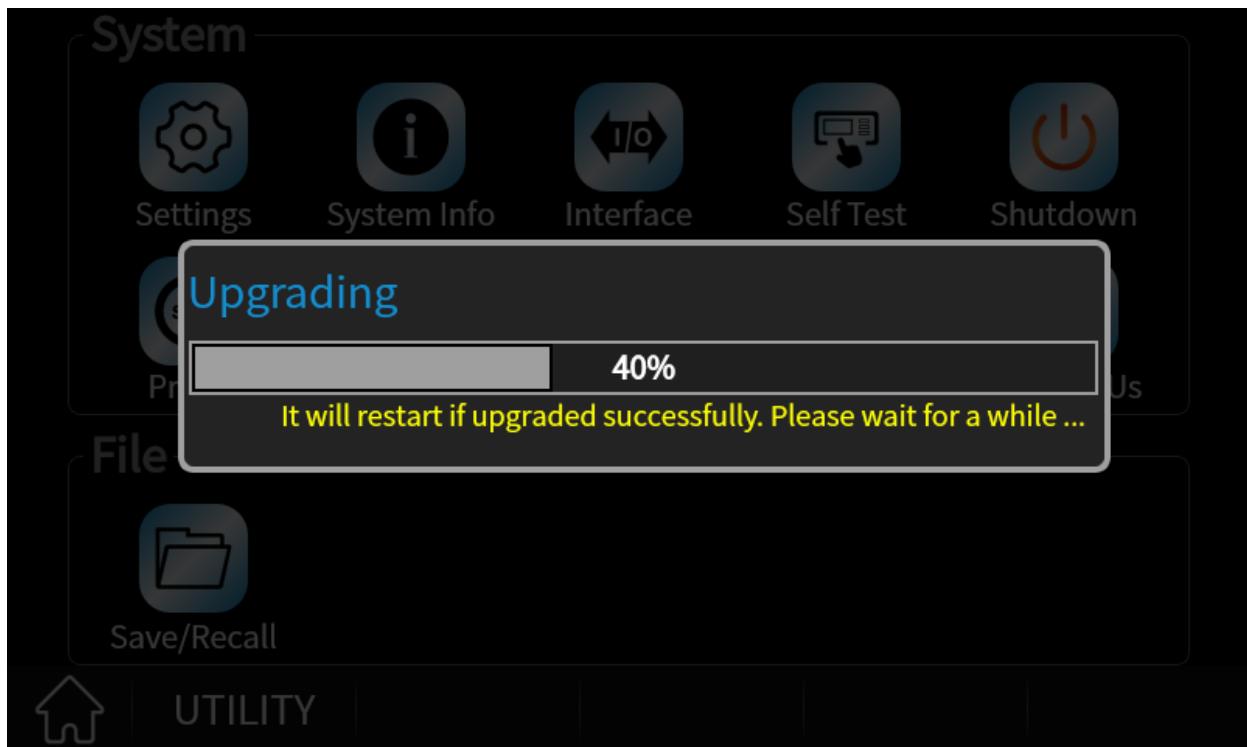 System
Settings
System Info
Interface
Self Test
Shutdown
Upgrading
40%
It will restart if upgraded successfully. Please wait for a while ...
Us
File
Save/Recall
UTILITY